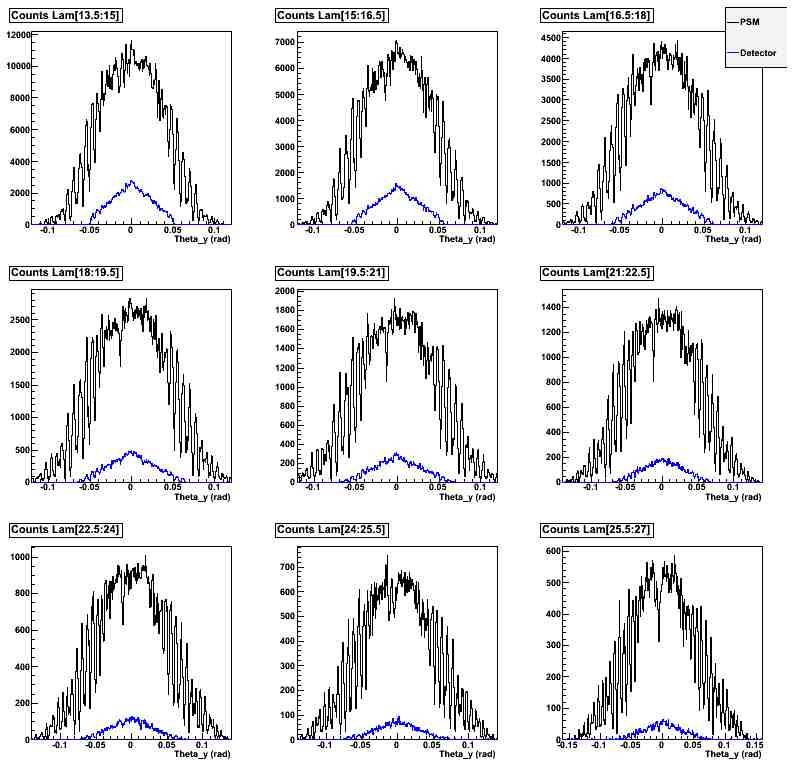 Counts Lam[13.5:15]
12000
10000
8000
6000
4000
2000
0
-0.1 -0.05 0 0.05 0.1
Theta_y (rad)
Counts Lam[15:16.5]
7000
6000
5000
4000
3000
2000
1000
0
-0.1 -0.05 0 0.05 0.1
Theta_y (rad)
Counts Lam[16.5:18]
PSM
Detector
4500
4000
3500
3000
2500
2000
1500
1000
500
0
-0.1 -0.05 0 0.05 0.1
Theta_y (rad)
Counts Lam[18:19.5]
2500
2000
1500
1000
500
0
-0.1 -0.05 0 0.05 0.1
Theta_y (rad)
Counts Lam[19.5:21]
2000
1800
1600
1400
1200
1000
800
600
400
200
0
-0.1 -0.05 0 0.05 0.1
Theta_y (rad)
Counts Lam[21:22.5]
1400
1200
1000
800
600
400
200
0
-0.1 -0.05 0 0.05 0.1
Theta_y (rad)
Counts Lam[22.5:24]
1000
800
600
400
200
0
-0.1 -0.05 0 0.05 0.1
Theta_y (rad)
Counts Lam[24:25.5]
700
600
500
400
300
200
100
0
-0.1 -0.05 0 0.05 0.1
Theta_y (rad)
Counts Lam[25.5:27]
600
500
400
300
200
100
0
-0.15 -0.1 -0.05 0 0.05 0.1 0.15
Theta_y (rad)